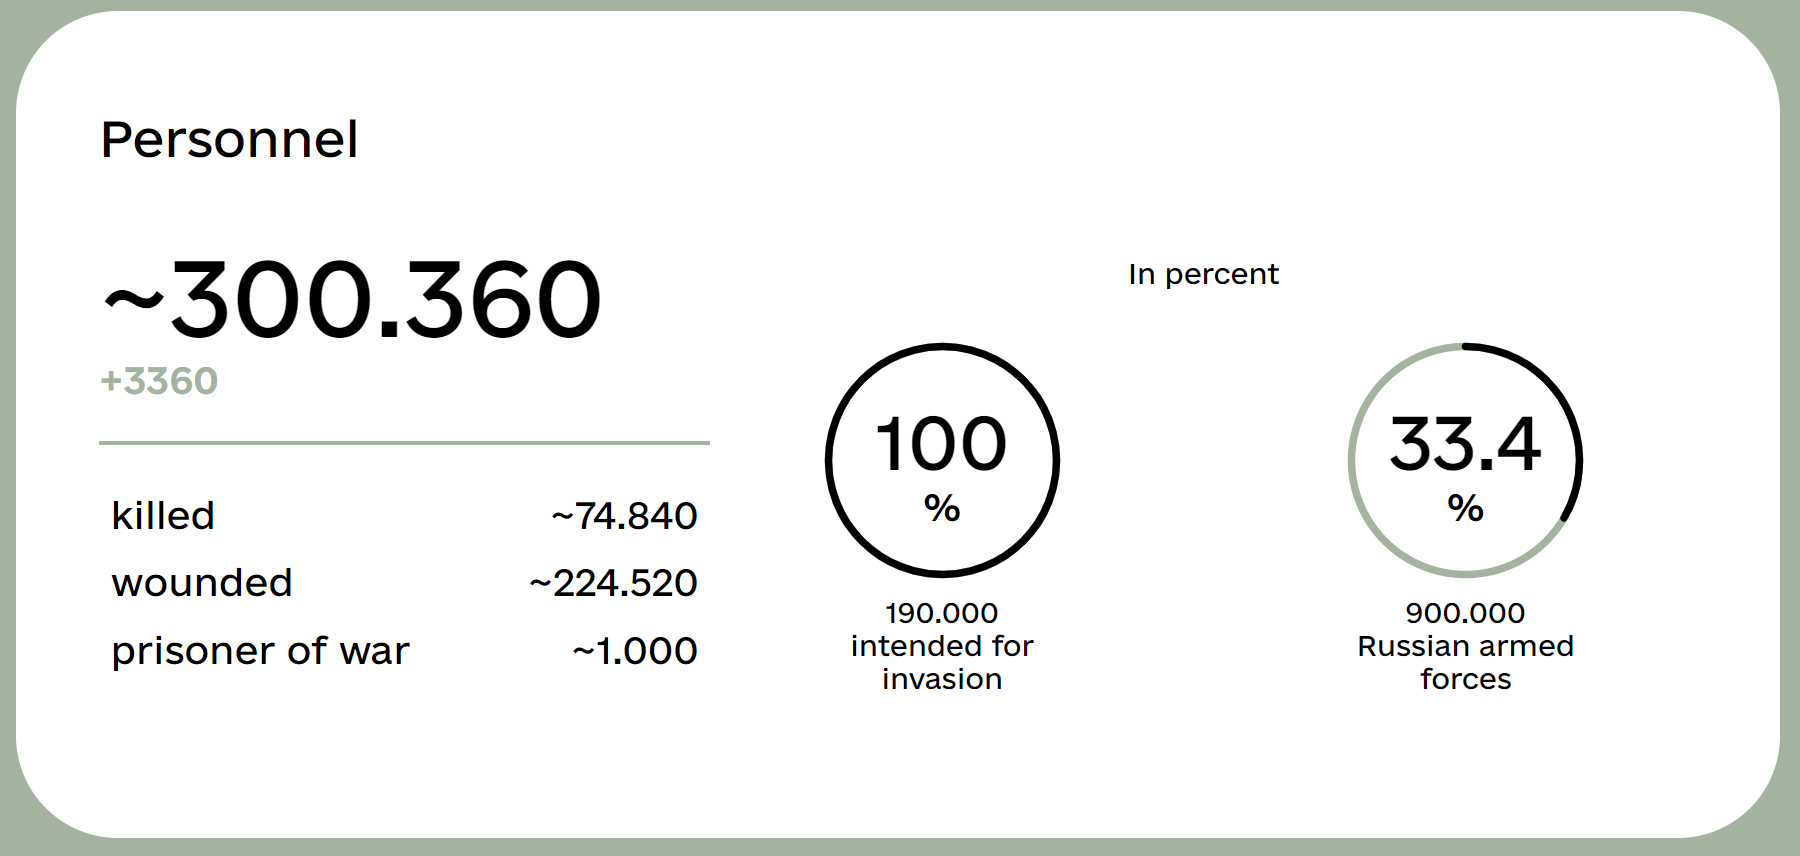 Personnel
~300.360
+3360
killed ~74.840
wounded ~224.520
prisoner of war ~1.000
In percent
100
%
190.000
intended for
invasion
33.4
%
900.000
Russian armed
forces